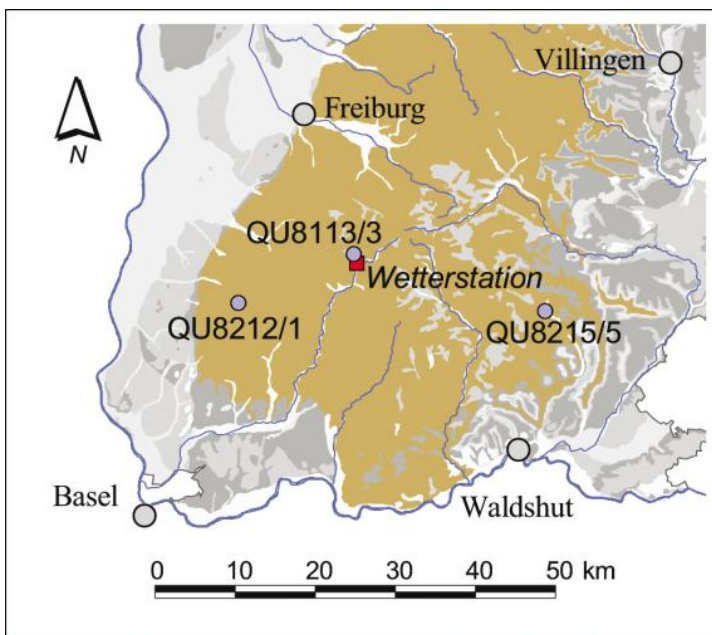 Villingen
Freiburg
N
QU8113/3
Wetterstation
QU8212/1
QU8215/5
Basel
Waldshut
0 10 20 30 40 50 km